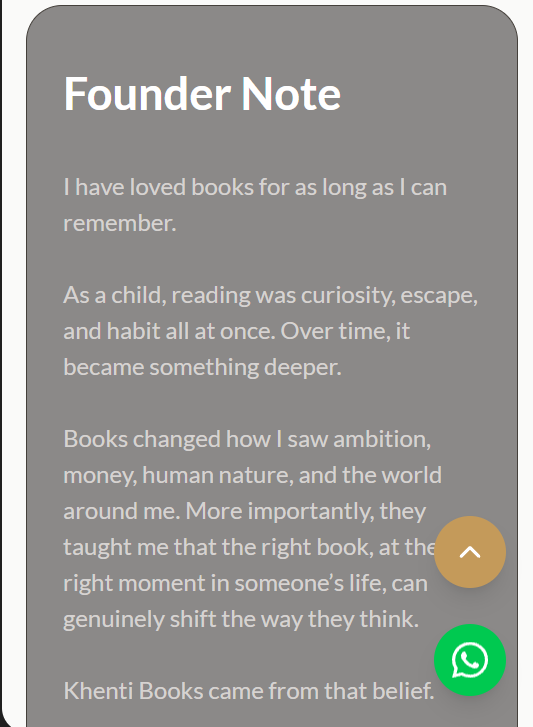 Founder Note
I have loved books for as long as I can
remember.
As a child, reading was curiosity, escape,
and habit all at once. Over time, it
became something deeper.
Books changed how I saw ambition,
money, human nature, and the world
around me. More importantly, they
taught me that the right book, at the
right moment in someone’s life, can
genuinely shift the way they think.
Khenti Books came from that belief.